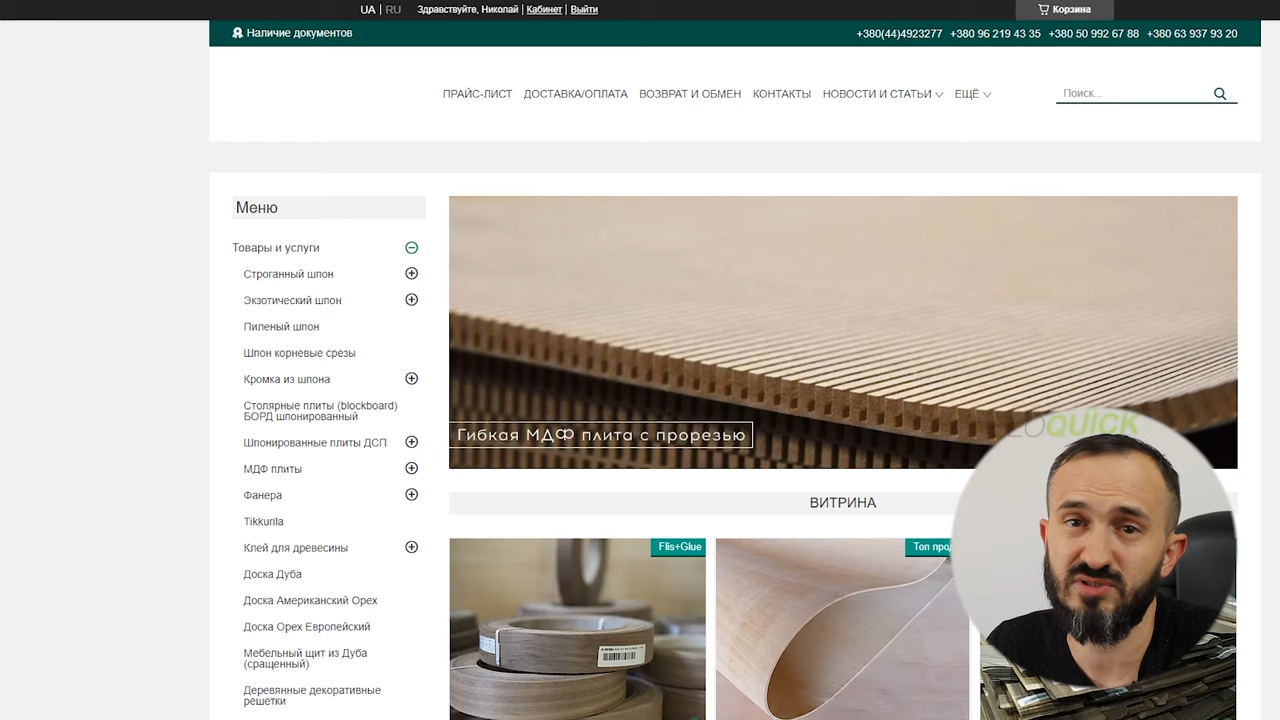 UA | RU Здравствуйте, Николай | Кабинет | Выйти Корзина
Наличие документов +380(44)4923277 +380 96 219 43 35 +380 50 992 67 88 +380 63 937 93 20
ПРАЙС-ЛИСТ ДОСТАВКА/ОПЛАТА ВОЗВРАТ И ОБМЕН КОНТАКТЫ НОВОСТИ И СТАТЬИ ЕЩЁ Поиск...
Меню
Товары и услуги
Строганный шпон
Экзотический шпон
Пиленый шпон
Шпон корневые срезы
Кромка из шпона
Столярные плиты (blockboard)
БОРД шпонированный
Шпонированные плиты ДСП
МДФ плиты
Фанера
Tikkurila
Клей для древесины
Доска Дуба
Доска Американский Орех
Доска Орех Европейский
Мебельный щит из Дуба
(сращенный)
Деревянные декоративные
решетки
Гибкая МДФ плита с прорезью
QUICK
ВИТРИНА
Flis+Glue
Топ прод